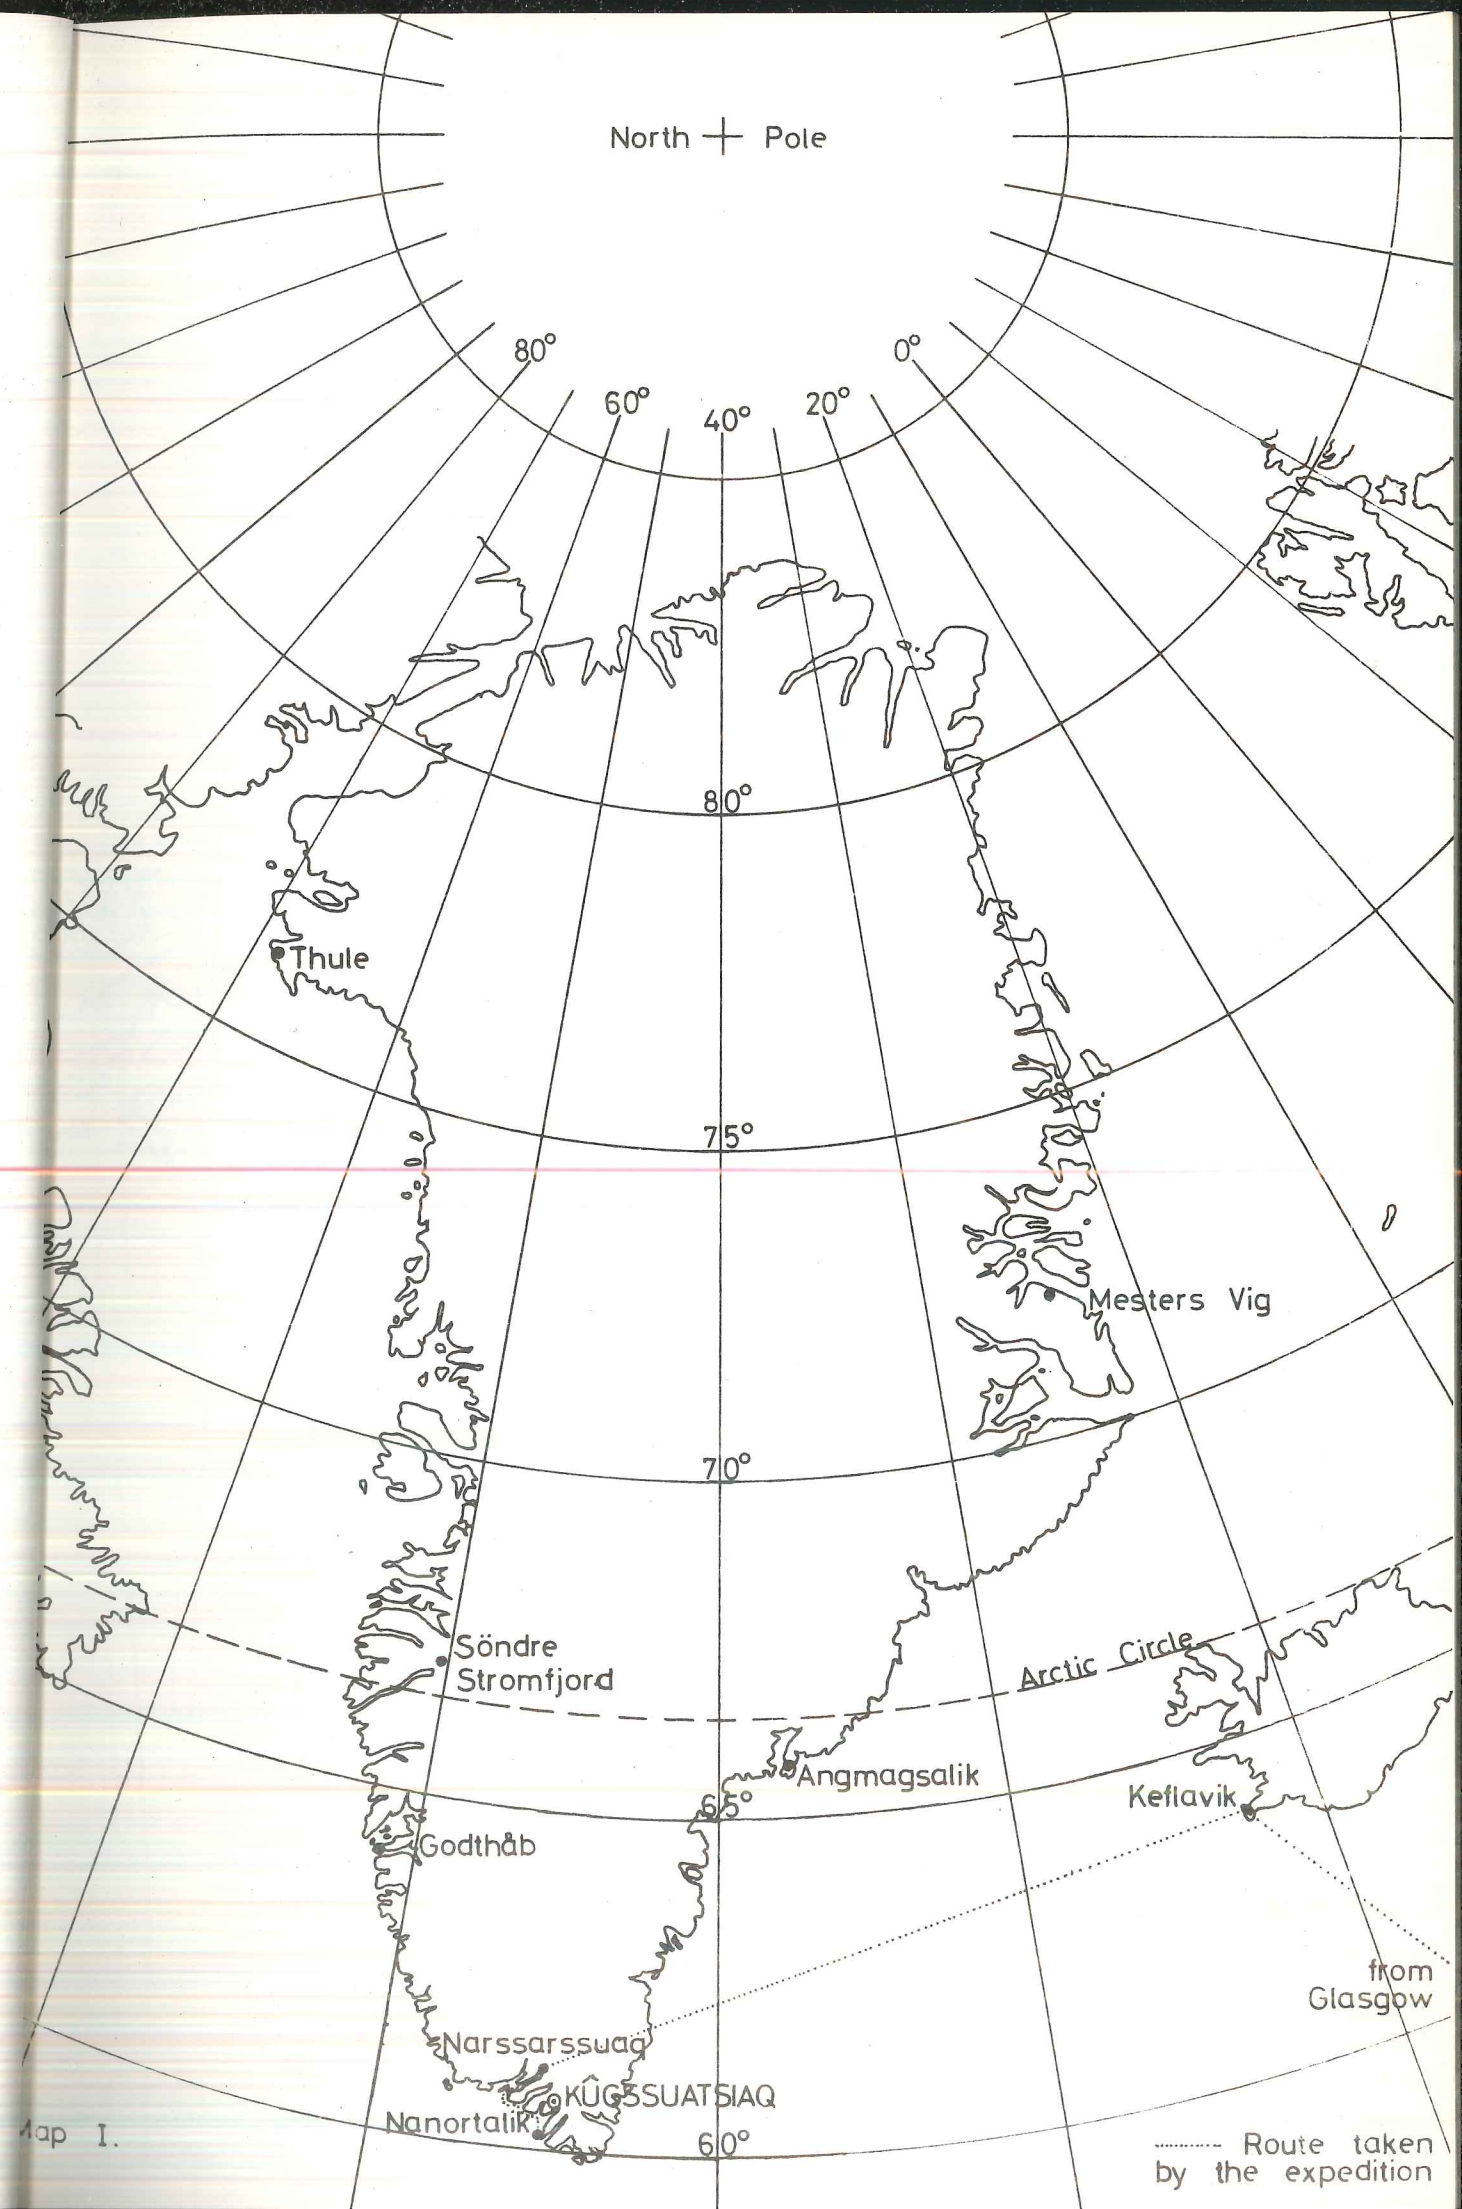 North Pole
80° 0°
60° 20°
40°
80°
Thule
75°
Mesters Vig
70°
Söndre
Stromfjord
Arctic Circle
Angmagsalik
65°
Keflavik
Godthåb
from
Glasgow
Narssarssuaq
KÛGSSUATSIAQ
Nanortalik
Map I.
60°
Route taken
by the expedition